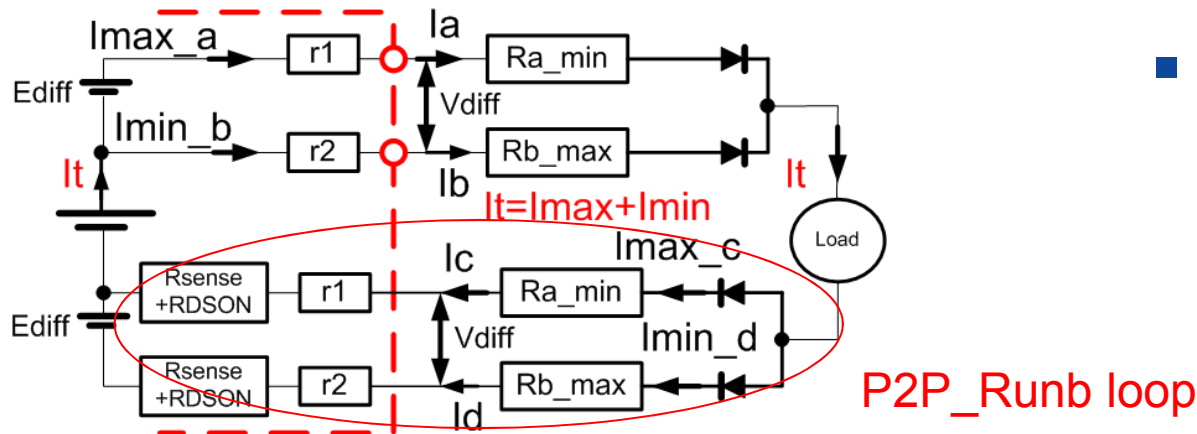 Imax_a
r1
Ia
Ra_min
Ediff
Vdiff
Imin_b
r2
Rb_max
It
Ib
It
It=Imax+Imin
Load
Imax_c
Rsense
+RDSON
r1
Ic
Ra_min
Ediff
Vdiff
Imin_d
Rsense
+RDSON
r2
Rb_max
Id
P2P_Runb loop